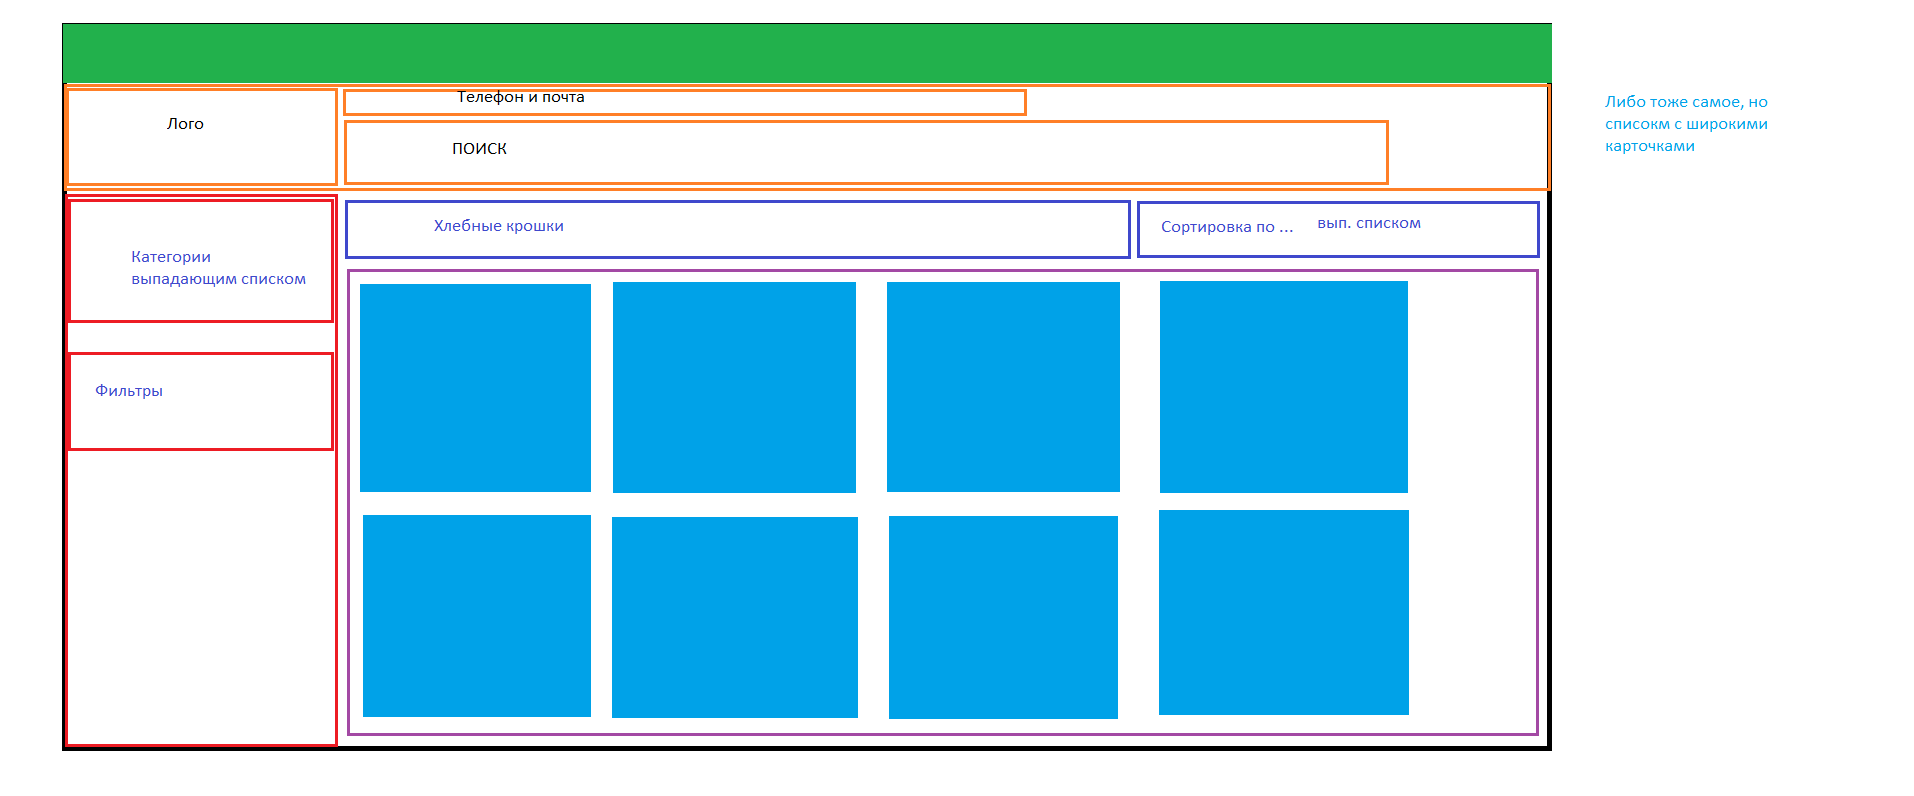 Телефон и почта
Лого
ПОИСК
Либо тоже самое, но
списокм с широкими
карточками
Хлебные крошки
Сортировка по ...
вып. списком
Категории
выпадающим списком
Фильтры